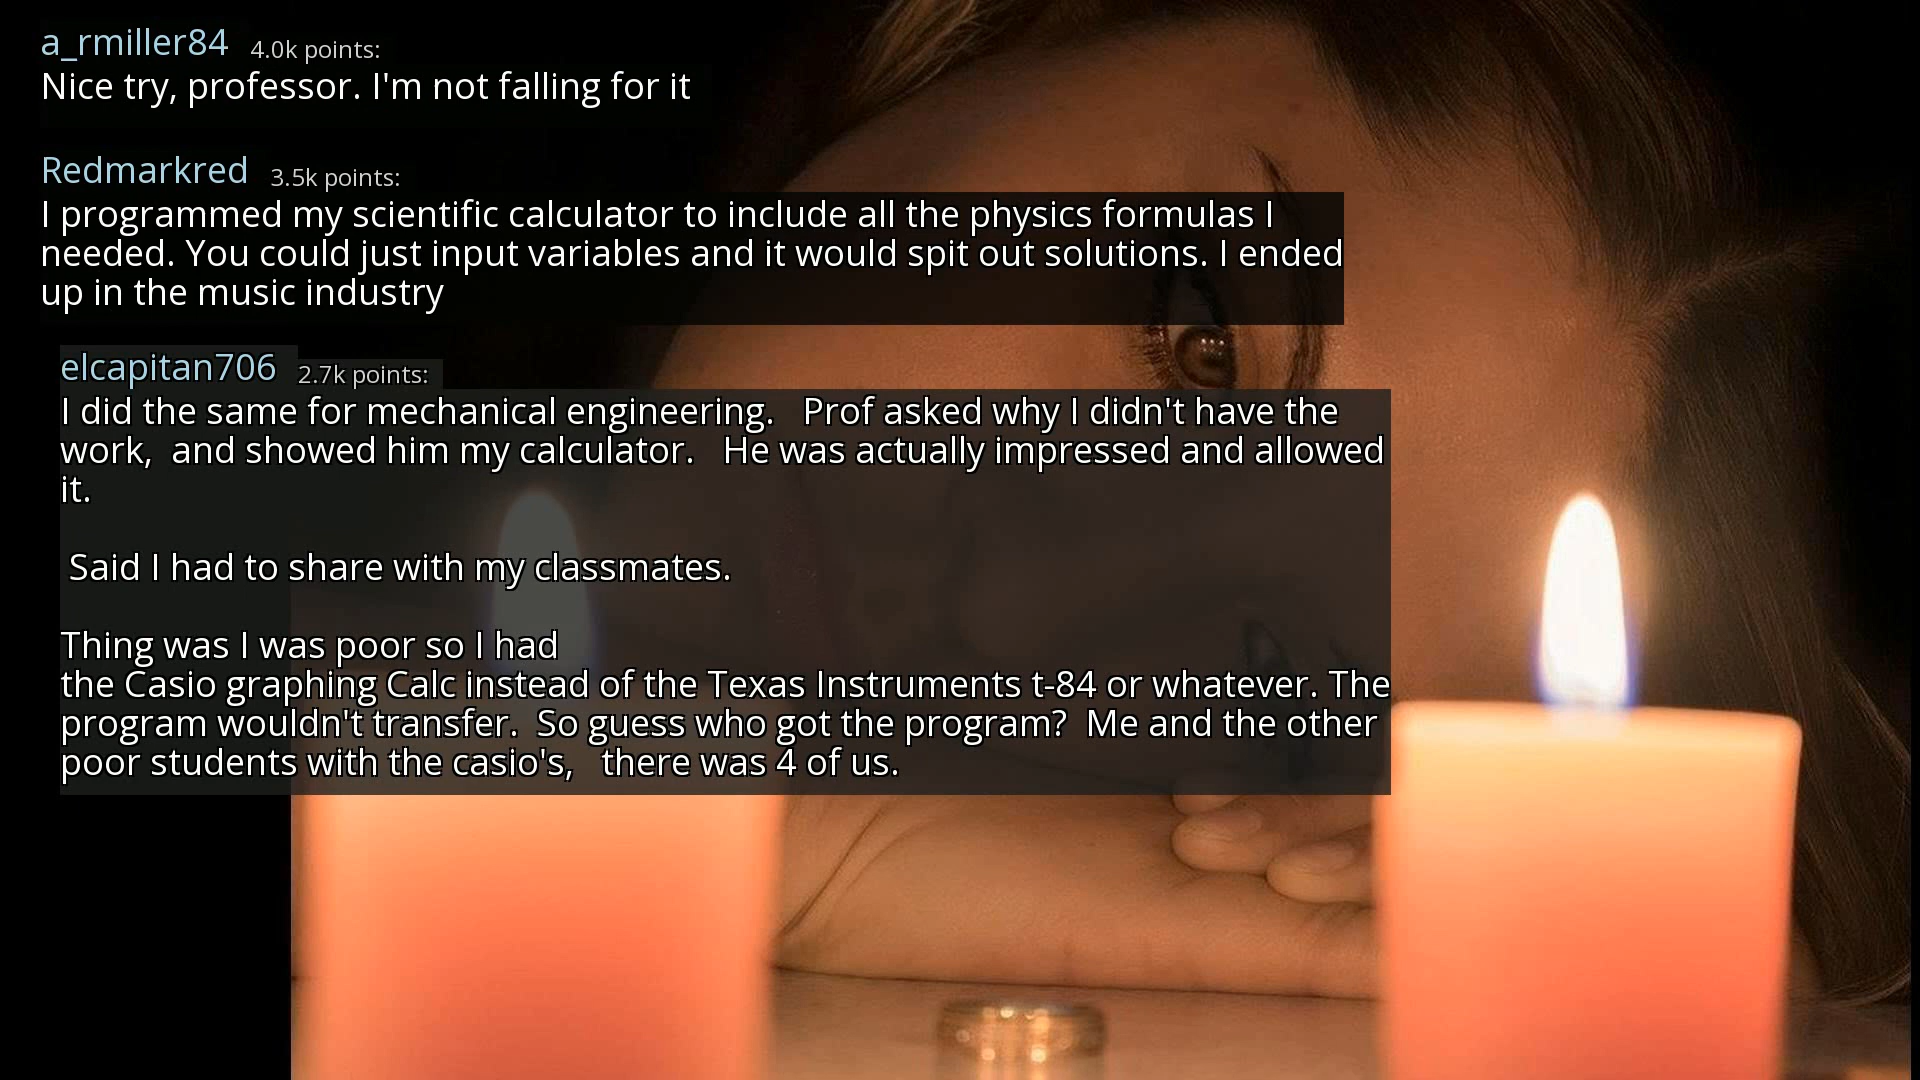 a_rmiller84 4.0k points:
Nice try, professor. I'm not falling for it
Redmarkred 3.5k points:
I programmed my scientific calculator to include all the physics formulas I
needed. You could just input variables and it would spit out solutions. I ended
up in the music industry
elcapitan706 2.7k points:
I did the same for mechanical engineering.   Prof asked why I didn't have the
work,  and showed him my calculator.   He was actually impressed and allowed
it.
Said I had to share with my classmates.
Thing was I was poor so I had
the Casio graphing Calc instead of the Texas Instruments t-84 or whatever. The
program wouldn't transfer.  So guess who got the program?  Me and the other
poor students with the casio's,   there was 4 of us.